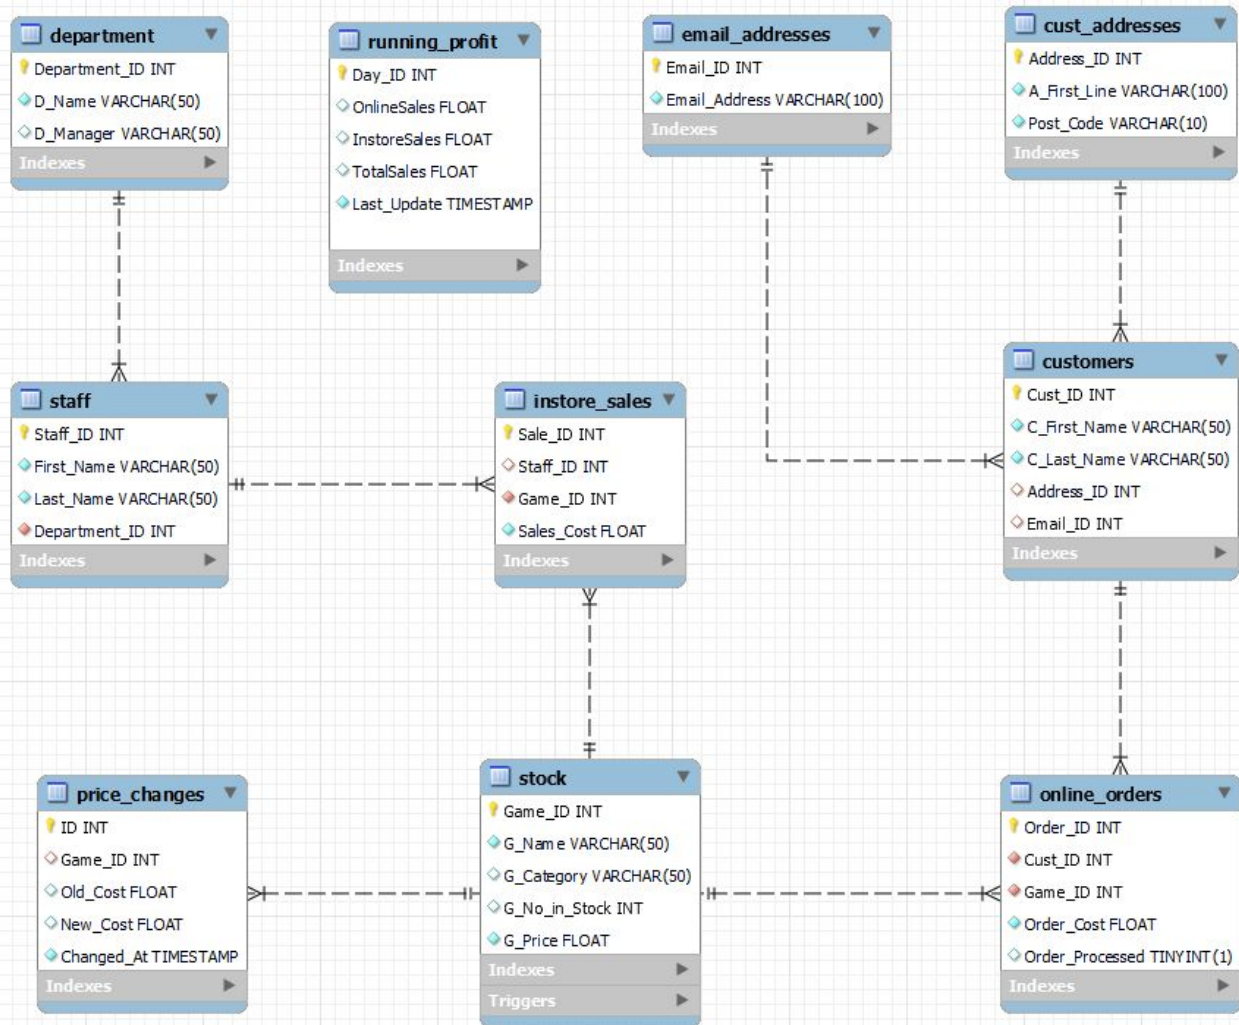 department
Department_ID INT
D_Name VARCHAR(50)
D_Manager VARCHAR(50)
Indexes
running_profit
Day_ID INT
OnlineSales FLOAT
InstoreSales FLOAT
TotalSales FLOAT
Last_Update TIMESTAMP
Indexes
email_addresses
Email_ID INT
Email_Address VARCHAR(100)
Indexes
cust_addresses
Address_ID INT
A_First_Line VARCHAR(100)
Post_Code VARCHAR(10)
Indexes
staff
Staff_ID INT
First_Name VARCHAR(50)
Last_Name VARCHAR(50)
Department_ID INT
Indexes
instore_sales
Sale_ID INT
Staff_ID INT
Game_ID INT
Sales_Cost FLOAT
Indexes
customers
Cust_ID INT
C_First_Name VARCHAR(50)
C_Last_Name VARCHAR(50)
Address_ID INT
Email_ID INT
Indexes
price_changes
ID INT
Game_ID INT
Old_Cost FLOAT
New_Cost FLOAT
Changed_At TIMESTAMP
Indexes
stock
Game_ID INT
G_Name VARCHAR(50)
G_Category VARCHAR(50)
G_No_in_Stock INT
G_Price FLOAT
Indexes
Triggers
online_orders
Order_ID INT
Cust_ID INT
Game_ID INT
Order_Cost FLOAT
Order_Processed TINYINT(1)
Indexes